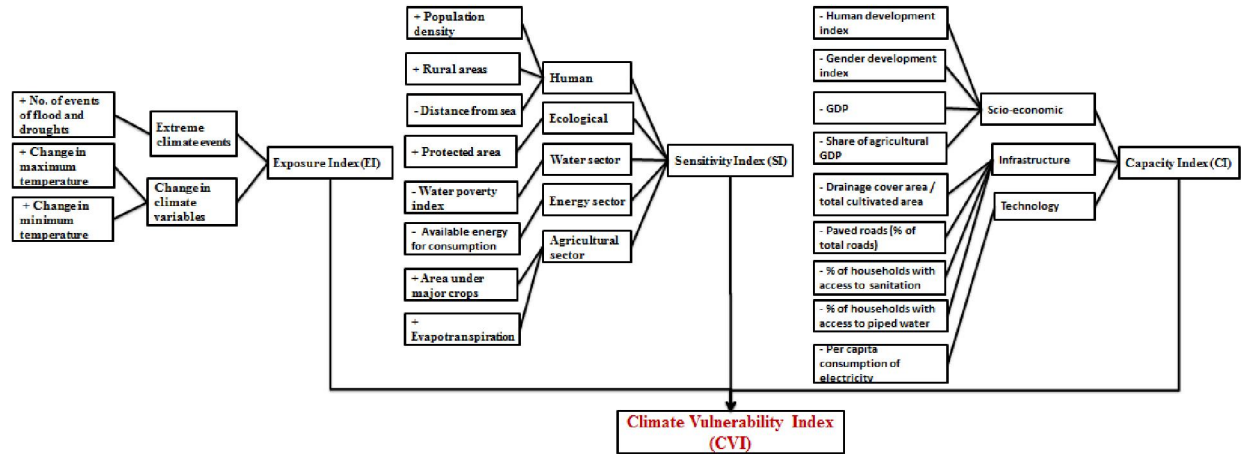 + No. of events
of flood and
droughts
+ Change in
maximum
temperature
+ Change in
minimum
temperature
Extreme
climate events
Change in
climate
variables
Exposure Index (EI)
+ Population
density
+ Rural areas
- Distance from sea
+ Protected area
- Water poverty
index
- Available energy
for consumption
+ Area under
major crops
+
Evapotranspiration
Human
Ecological
Water sector
Energy sector
Agricultural
sector
Sensitivity Index (SI)
- Human development
index
- Gender development
index
- GDP
- Share of agricultural
GDP
- Drainage cover area /
total cultivated area
- Paved roads (% of
total roads)
- % of households with
access to sanitation
- % of households with
access to piped water
- Per capita
consumption of
electricity
Scio-economic
Infrastructure
Technology
Capacity Index (CI)
Climate Vulnerability Index
(CVI)